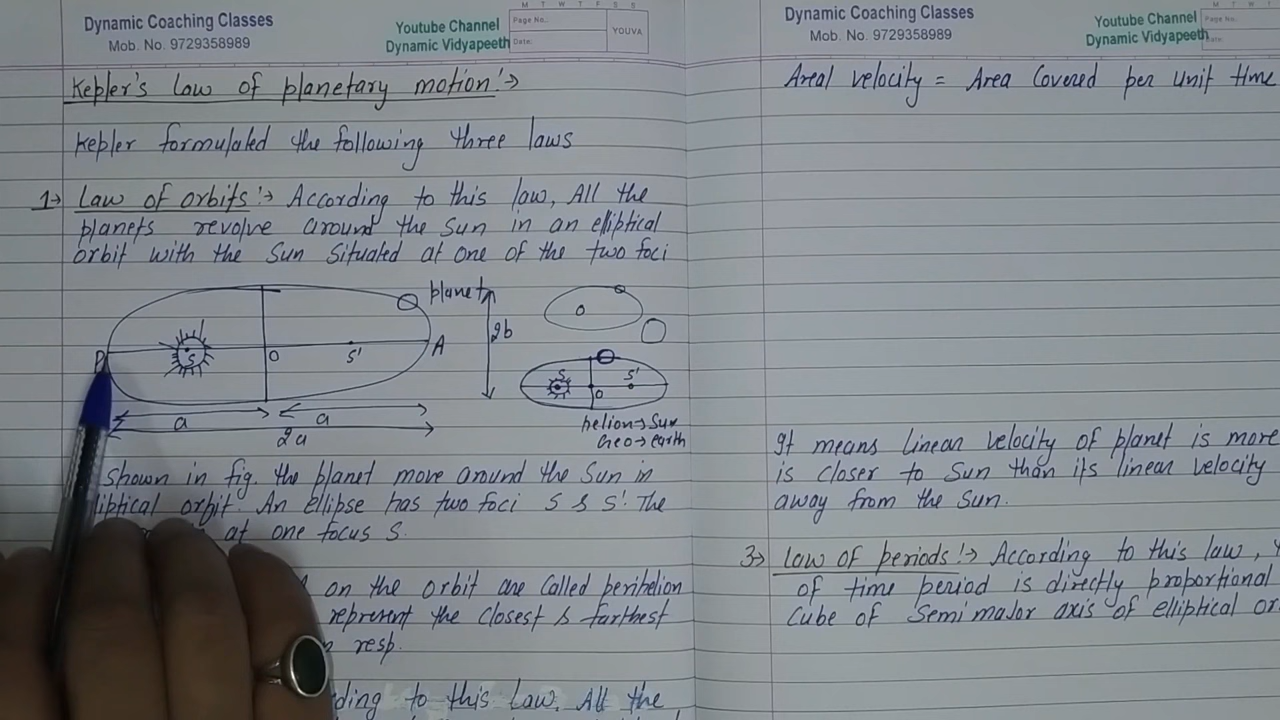 Dynamic Coaching Classes
Mob. No. 9729358989
Youtube Channel
Dynamic Vidyapeeth
M T W T F S S
Page No.:
Date:
YOUVA
Kepler's Law of planetary motion :->
Kepler formulated the following three laws
1-> Law of orbits :-> According to this law, All the
planets revolve around the Sun in an elliptical
orbit with the Sun Situated at one of the two foci
planet
2b
P
S
O
S'
A
a
a
2a
S
O
S'
helion -> Sun
Geo -> earth
shown in fig. the planet move around the Sun in
liptical orbit. An ellipse has two foci S & S'. The
at one focus S.
on the orbit are called perihelion
represent the closest & farthest
resp.
ding to this Law, All the
Dynamic Coaching Classes
Mob. No. 9729358989
Youtube Channel
Dynamic Vidyapeeth
M T W T
Page No.:
Date:
Areal velocity = Area Covered per unit time
It means linear velocity of planet is more
is closer to Sun than its linear velocity
away from the Sun.
3-> Law of periods :-> According to this law,
of time period is directly proportional
Cube of Semi major axis of elliptical or